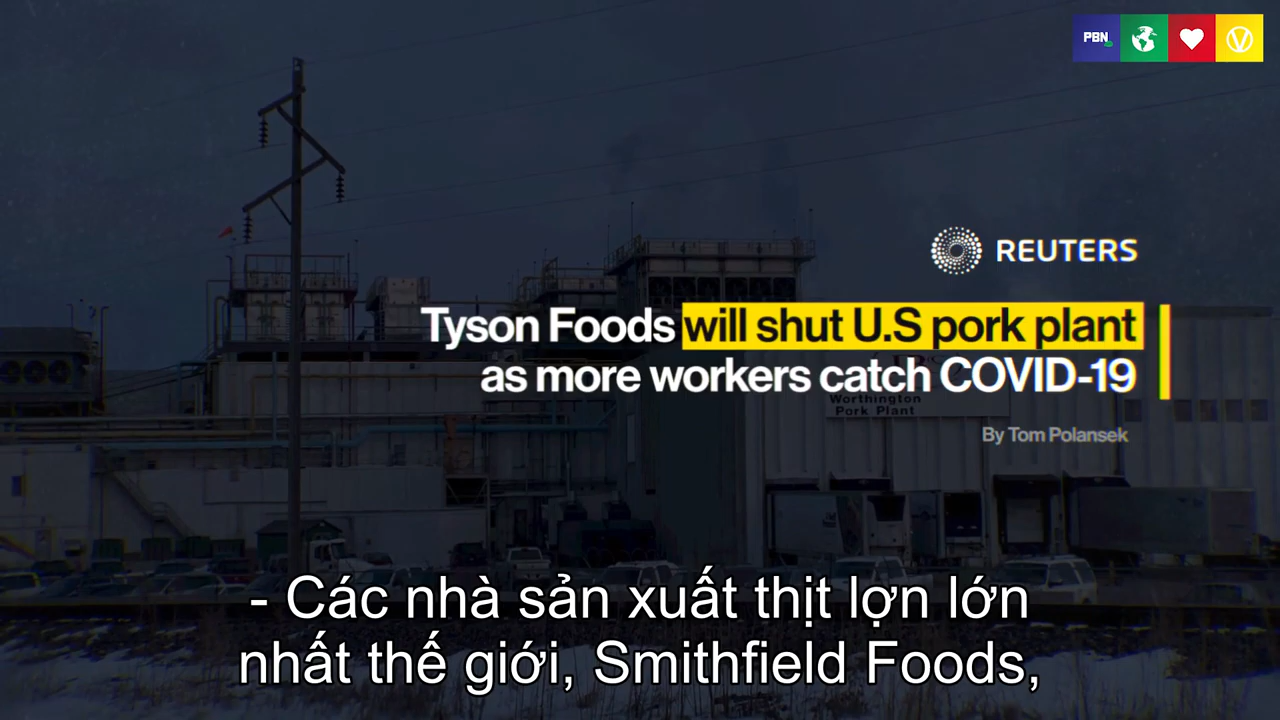 PBN
REUTERS
Tyson Foods will shut U.S pork plant
as more workers catch COVID-19
Worthington
Pork Plant
By Tom Polansek
- Các nhà sản xuất thịt lợn lớn
nhất thế giới, Smithfield Foods,